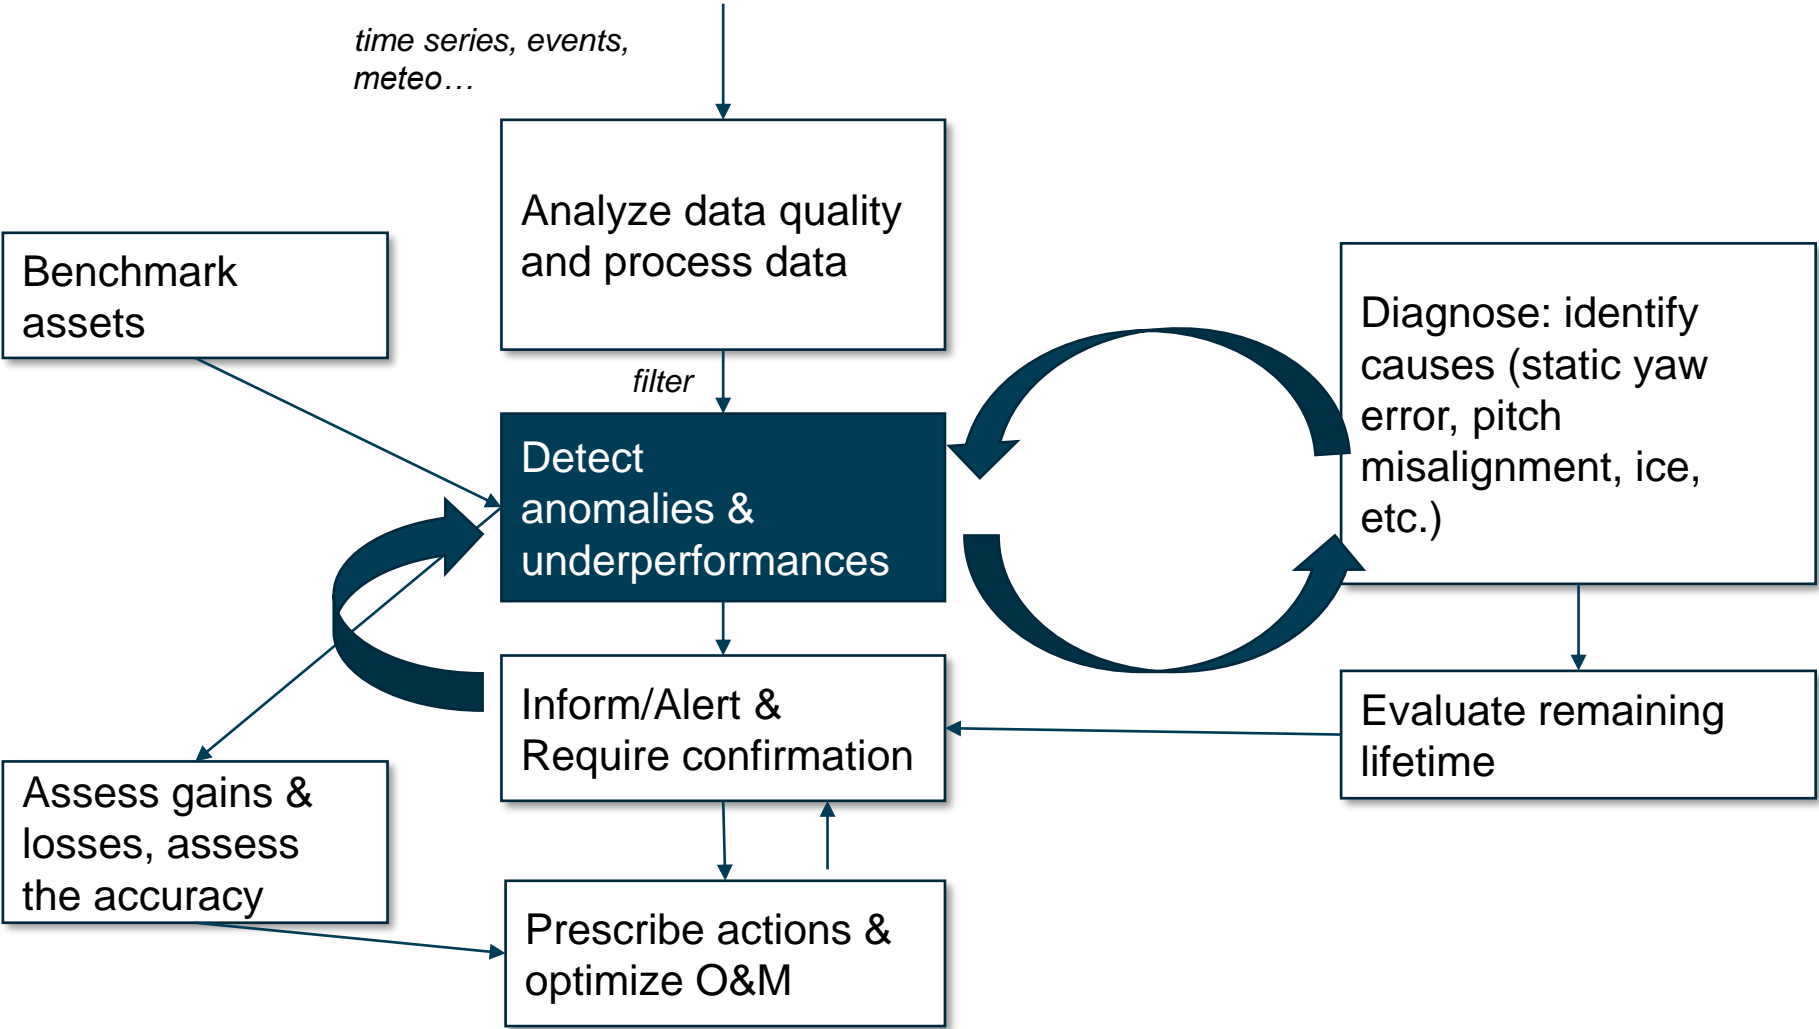 time series, events,
meteo…
Analyze data quality
and process data
Benchmark
assets
Diagnose: identify
causes (static yaw
error, pitch
misalignment, ice,
etc.)
filter
Detect
anomalies &
underperformances
Inform/Alert &
Require confirmation
Evaluate remaining
lifetime
Assess gains &
losses, assess
the accuracy
Prescribe actions &
optimize O&M